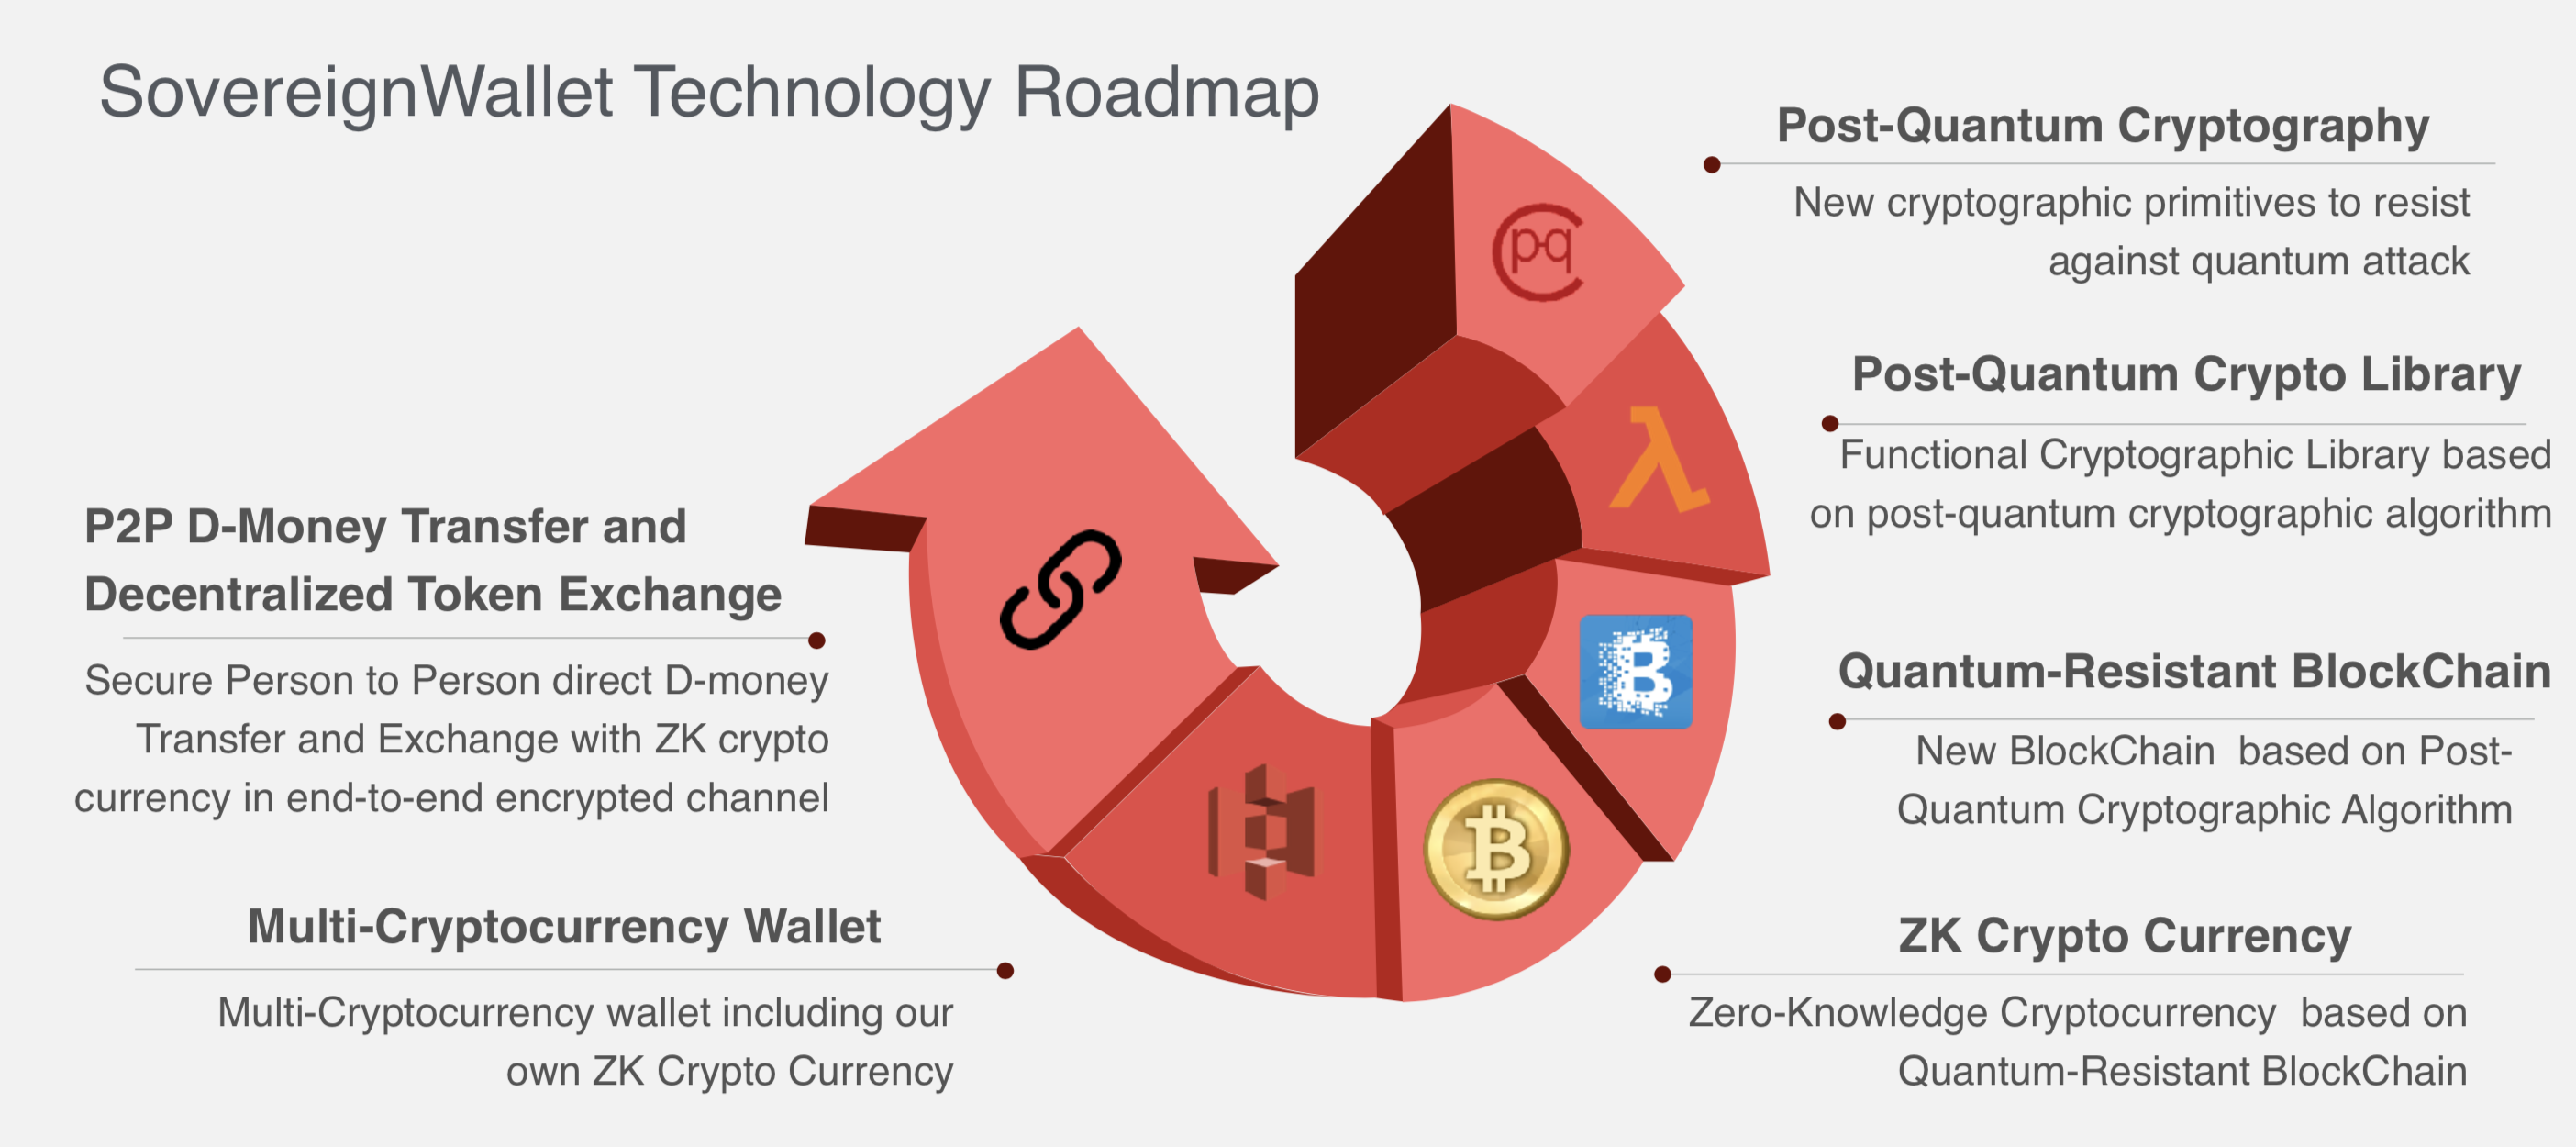 SovereignWallet Technology Roadmap
Post-Quantum Cryptography
New cryptographic primitives to resist
against quantum attack
Post-Quantum Crypto Library
Functional Cryptographic Library based
on post-quantum cryptographic algorithm
Quantum-Resistant BlockChain
New BlockChain  based on Post-
Quantum Cryptographic Algorithm
ZK Crypto Currency
Zero-Knowledge Cryptocurrency  based on
Quantum-Resistant BlockChain
Multi-Cryptocurrency Wallet
Multi-Cryptocurrency wallet including our
own ZK Crypto Currency
P2P D-Money Transfer and
Decentralized Token Exchange
Secure Person to Person direct D-money
Transfer and Exchange with ZK crypto
currency in end-to-end encrypted channel
pq
λ